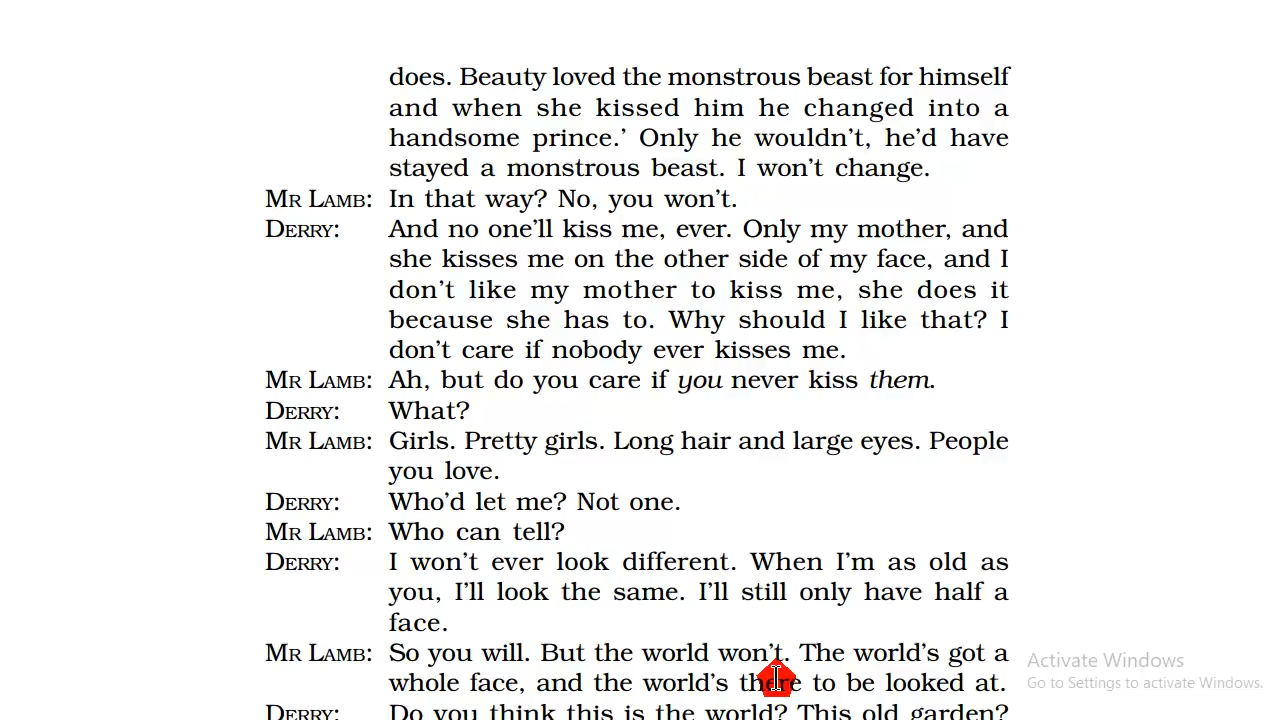 does. Beauty loved the monstrous beast for himself
and when she kissed him he changed into a
handsome prince.’ Only he wouldn’t, he’d have
stayed a monstrous beast. I won’t change.
MR LAMB: In that way? No, you won’t.
DERRY: And no one’ll kiss me, ever. Only my mother, and
she kisses me on the other side of my face, and I
don’t like my mother to kiss me, she does it
because she has to. Why should I like that? I
don’t care if nobody ever kisses me.
MR LAMB: Ah, but do you care if you never kiss them.
DERRY: What?
MR LAMB: Girls. Pretty girls. Long hair and large eyes. People
you love.
DERRY: Who’d let me? Not one.
MR LAMB: Who can tell?
DERRY: I won’t ever look different. When I’m as old as
you, I’ll look the same. I’ll still only have half a
face.
MR LAMB: So you will. But the world won’t. The world’s got a
whole face, and the world’s there to be looked at.
DERRY: Do you think this is the world? This old garden?
Activate Windows
Go to Settings to activate Windows.